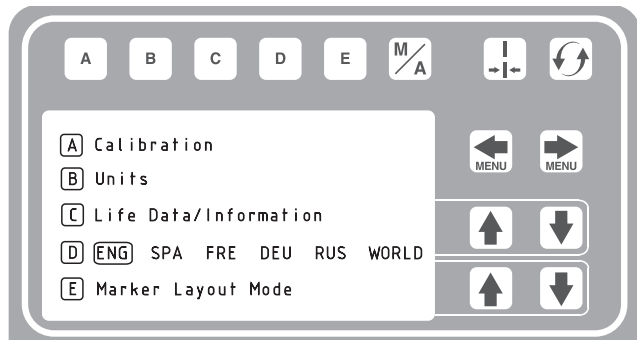 A B C D E M/A
MENU MENU
A Calibration
B Units
C Life Data/Information
D ENG SPA FRE DEU RUS WORLD
E Marker Layout Mode